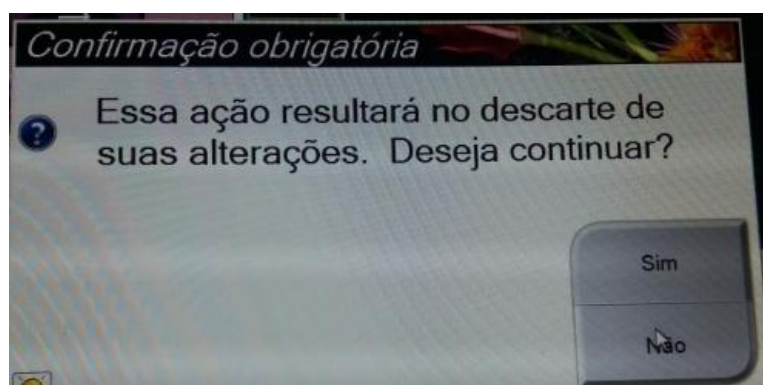 Confirmação obrigatória
Essa ação resultará no descarte de
suas alterações.  Deseja continuar?
Sim
Não